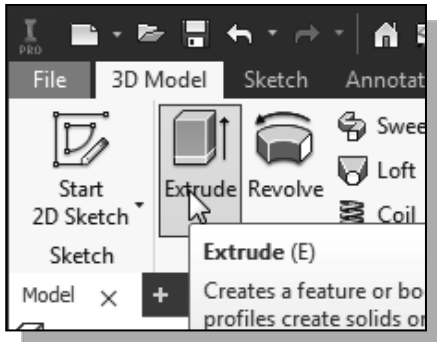 I
PRO
File 3D Model Sketch Annotat
Start
2D Sketch
Sketch
Extrude Revolve
Swee
Loft
Coil
Extrude (E)
Creates a feature or bo
profiles create solids or
Model × +